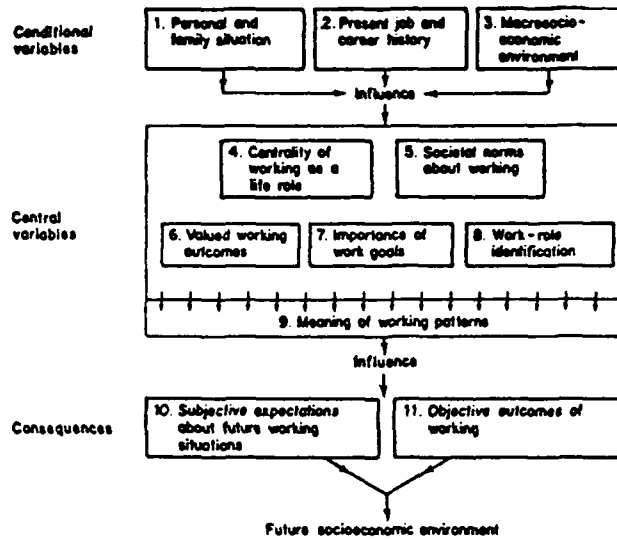 Conditional variables
1. Personal and family situation
2. Present job and career history
3. Macrosocio-economic environment
Influence
Central variables
4. Centrality of working as a life role
5. Societal norms about working
6. Valued working outcomes
7. Importance of work goals
8. Work-role identification
9. Meaning of working patterns
Influence
Consequences
10. Subjective expectations about future working situations
11. Objective outcomes of working
Future socioeconomic environment